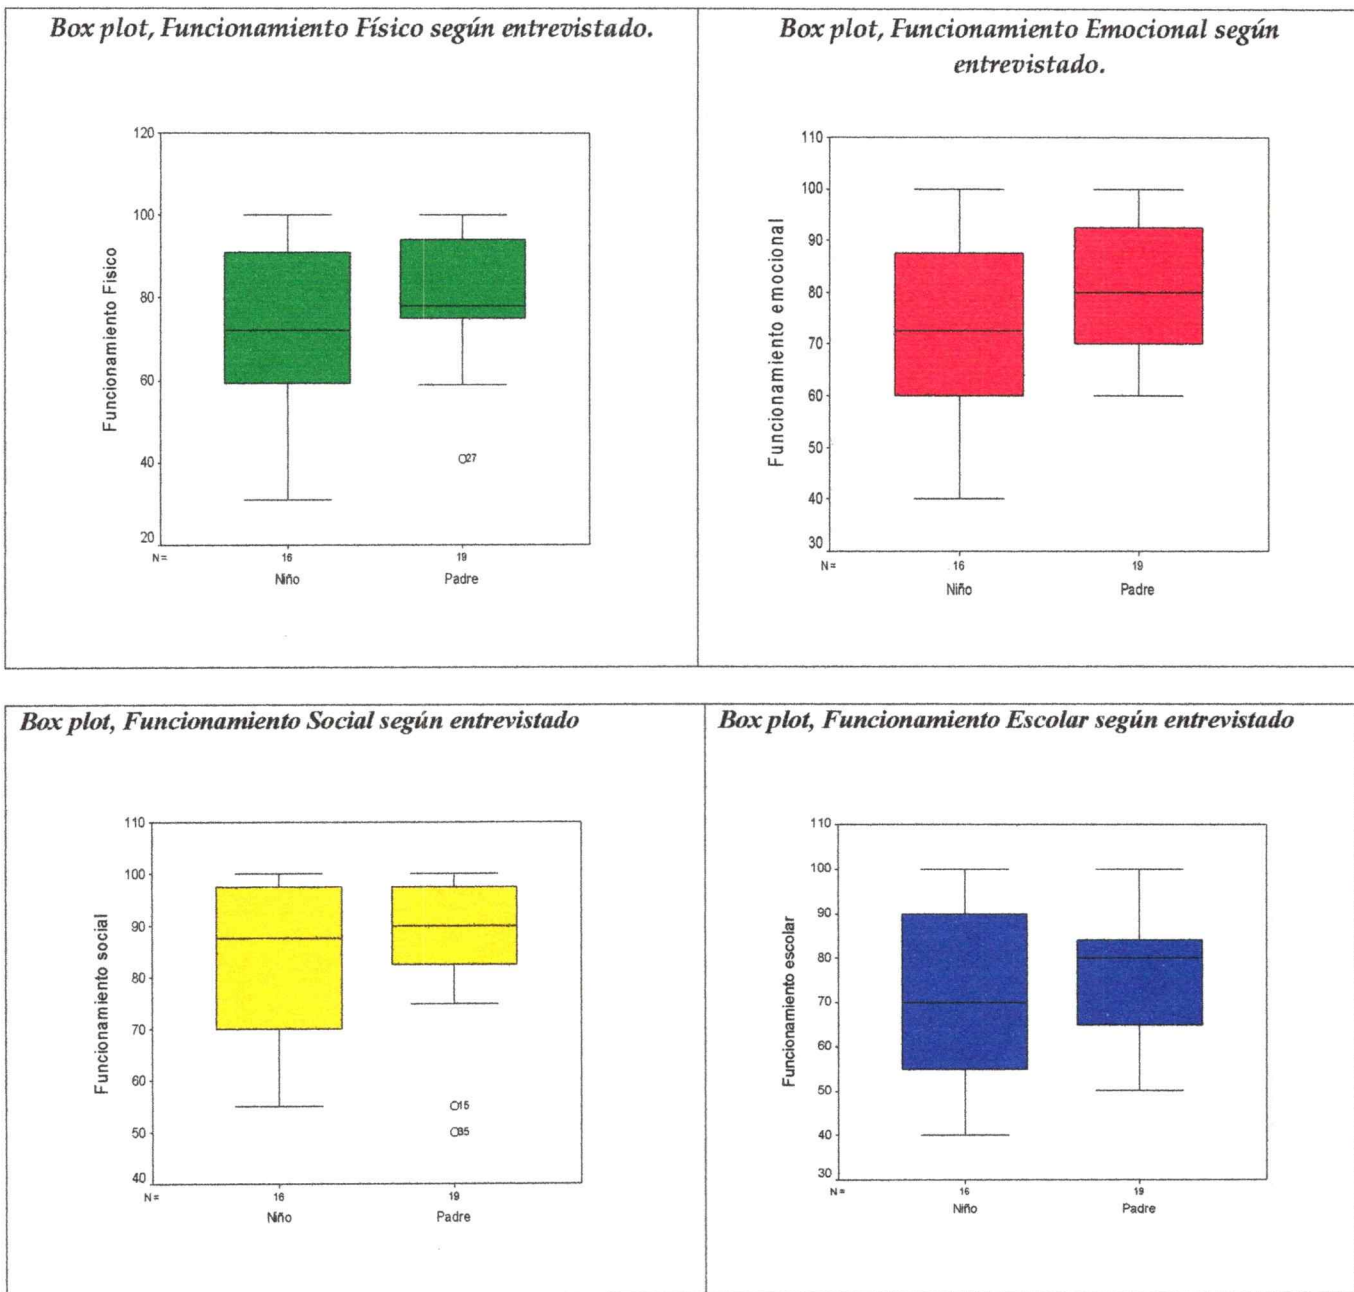 Box plot, Funcionamiento Físico según entrevistado.
120
100
80
60
40
20
Funcionamiento Fisico
27
N =
16
19
Niño
Padre
Box plot, Funcionamiento Emocional según
entrevistado.
110
100
90
80
70
60
50
40
30
Funcionamiento emocional
N =
16
19
Niño
Padre
Box plot, Funcionamiento Social según entrevistado
110
100
90
80
70
60
50
40
Funcionamiento social
15
35
N =
16
19
Niño
Padre
Box plot, Funcionamiento Escolar según entrevistado
110
100
90
80
70
60
50
40
30
Funcionamiento escolar
N =
16
19
Niño
Padre